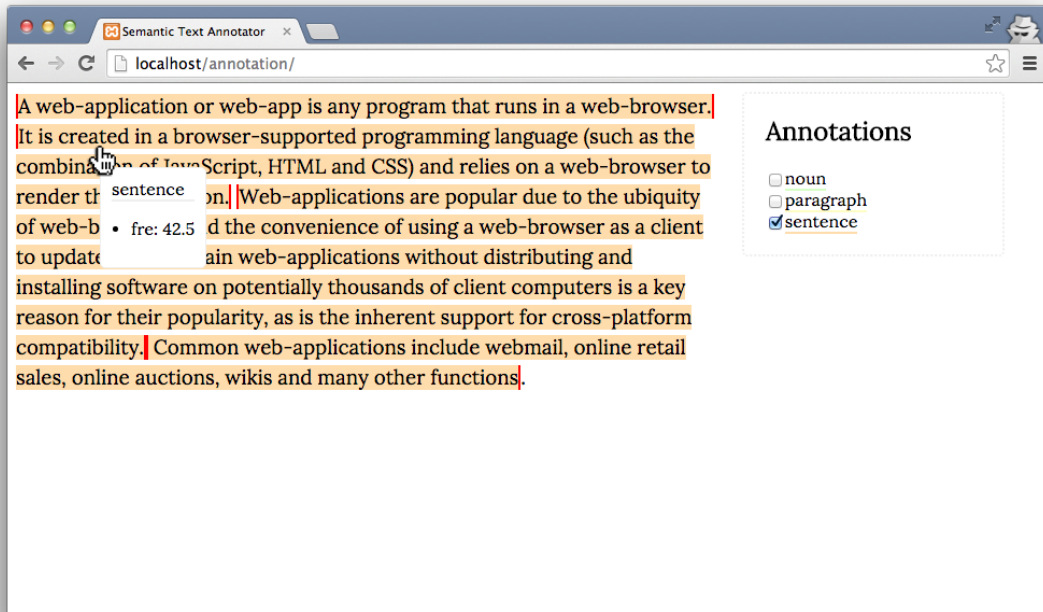 Semantic Text Annotator
localhost/annotation/
A web-application or web-app is any program that runs in a web-browser.
It is created in a browser-supported programming language (such as the
combination of JavaScript, HTML and CSS) and relies on a web-browser to
render th on. Web-applications are popular due to the ubiquity
of web-b d the convenience of using a web-browser as a client
to update ain web-applications without distributing and
installing software on potentially thousands of client computers is a key
reason for their popularity, as is the inherent support for cross-platform
compatibility. Common web-applications include webmail, online retail
sales, online auctions, wikis and many other functions.
sentence
• fre: 42.5
Annotations
noun
paragraph
sentence